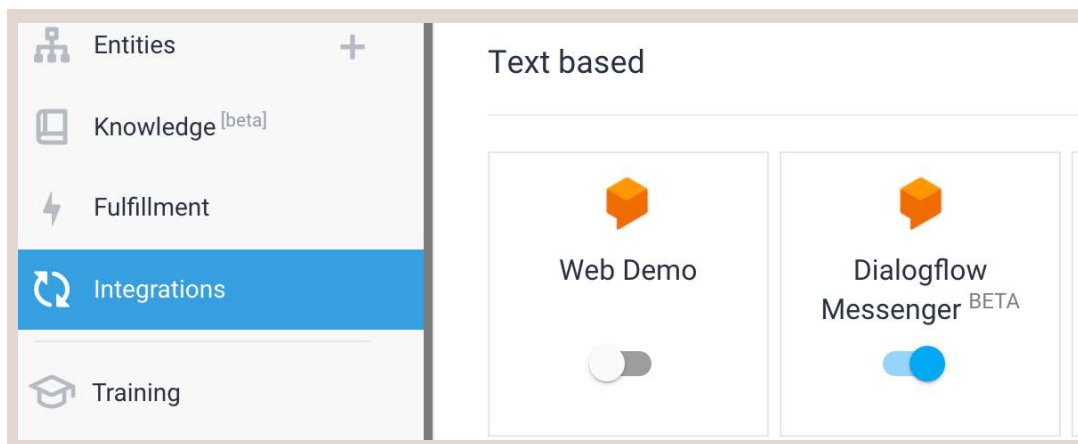 Entities
Knowledge [beta]
Fulfillment
Integrations
Training
Text based
Web Demo
Dialogflow
Messenger BETA